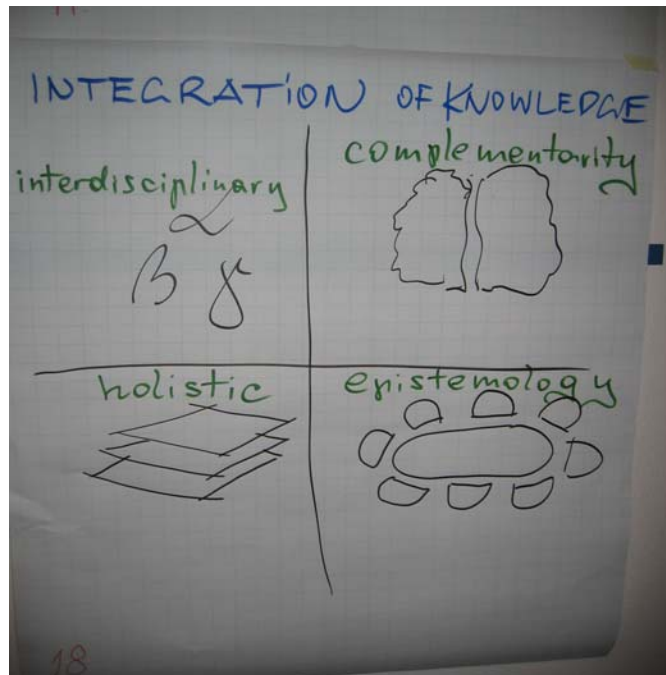 INTEGRATION OF KNOWLEDGE
interdisciplinary
α
β γ
complementarity
holistic
epistemology
18